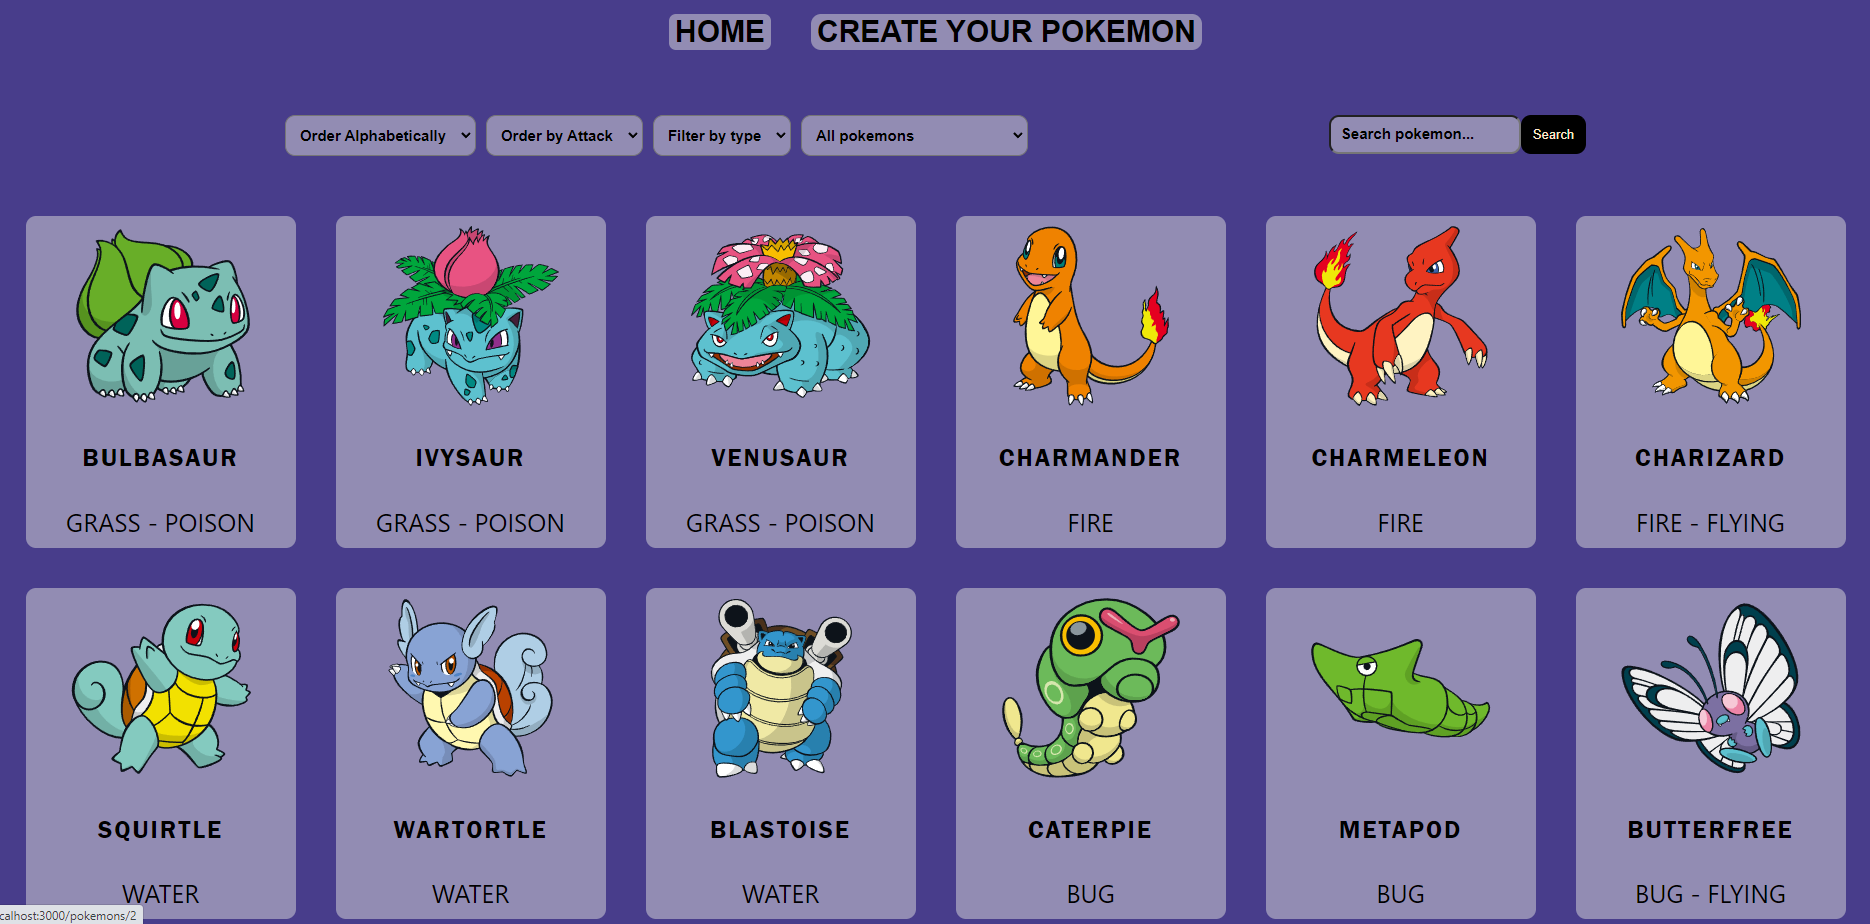 HOME CREATE YOUR POKEMON
Order Alphabetically Order by Attack Filter by type All pokemons Search pokemon... Search
BULBASAUR IVYSAUR VENUSAUR CHARMANDER CHARMELEON CHARIZARD
GRASS - POISON GRASS - POISON GRASS - POISON FIRE FIRE FIRE - FLYING
SQUIRTLE WARTORTLE BLASTOISE CATERPIE METAPOD BUTTERFREE
WATER WATER WATER BUG BUG BUG - FLYING
calhost:3000/pokemons/2